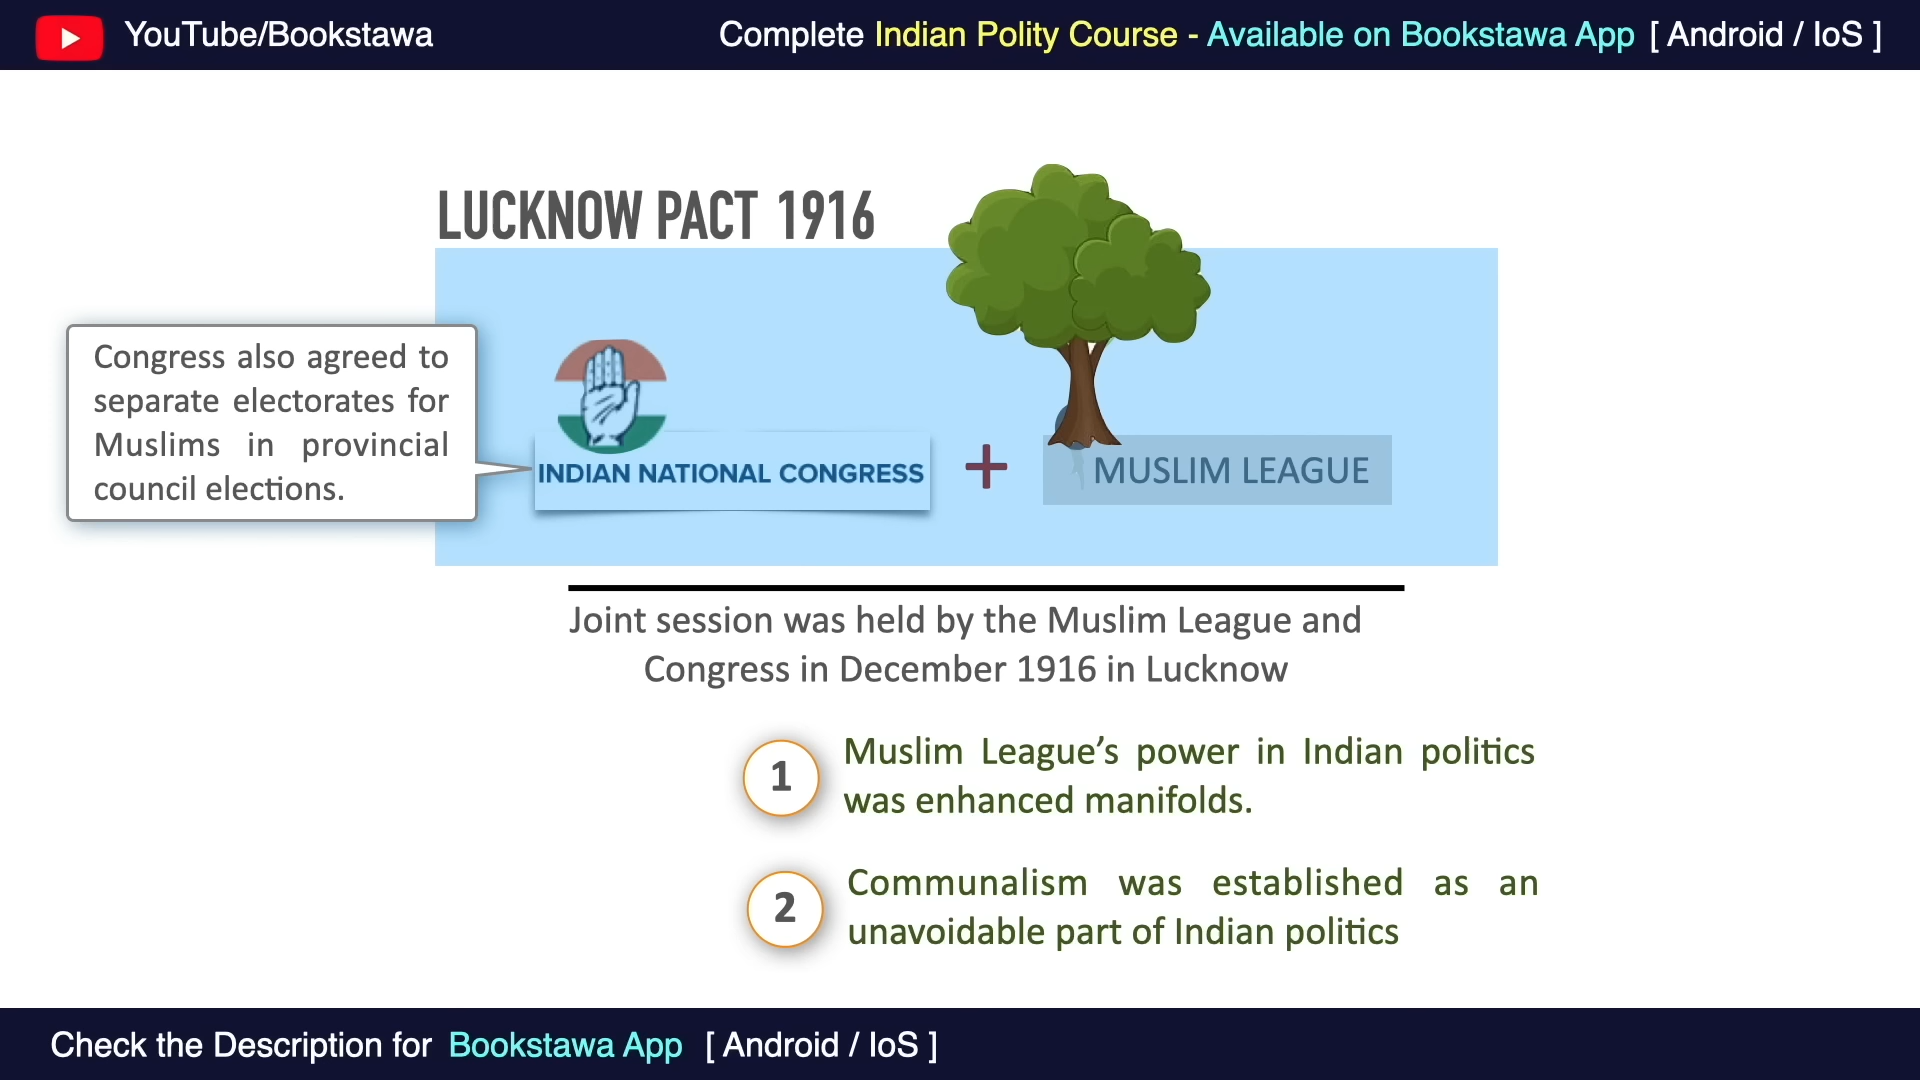 YouTube/Bookstawa
Complete Indian Polity Course - Available on Bookstawa App [ Android / IoS ]
LUCKNOW PACT 1916
Congress also agreed to
separate electorates for
Muslims in provincial
council elections.
INDIAN NATIONAL CONGRESS
+
MUSLIM LEAGUE
Joint session was held by the Muslim League and
Congress in December 1916 in Lucknow
1
Muslim League’s power in Indian politics
was enhanced manifolds.
2
Communalism was established as an
unavoidable part of Indian politics
Check the Description for Bookstawa App [ Android / IoS ]